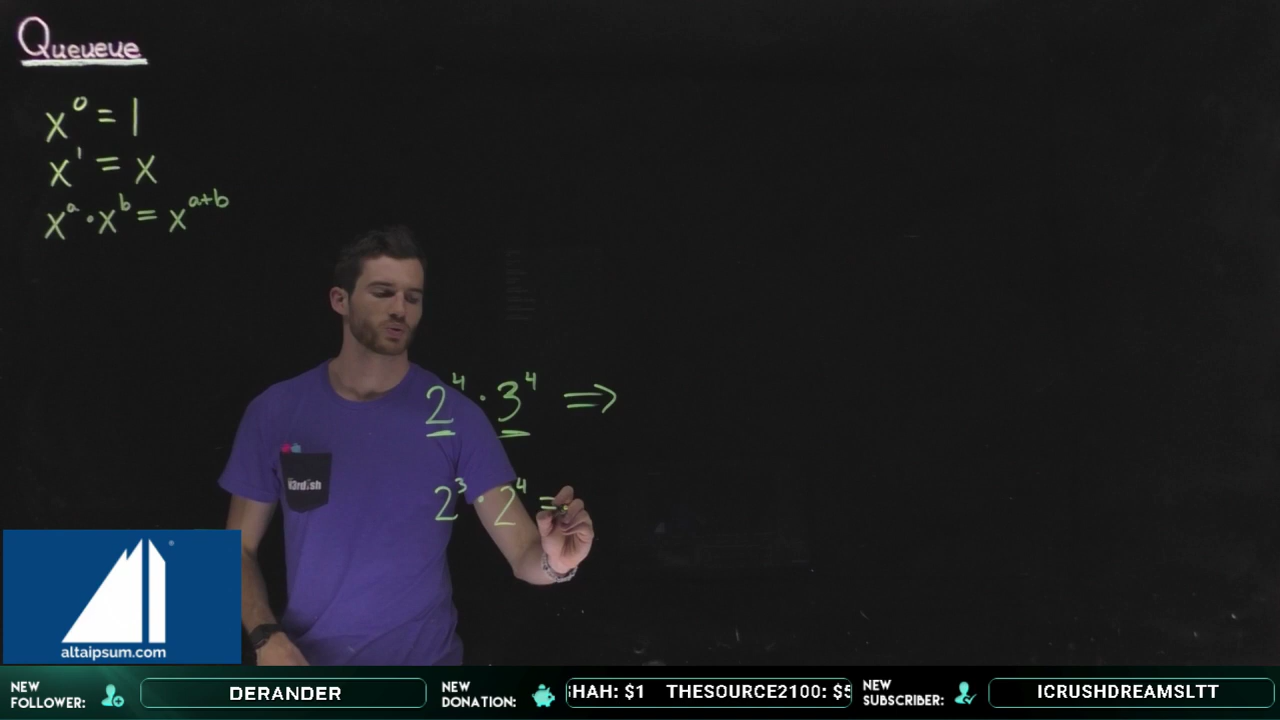 Queueue
x⁰ = 1
x¹ = x
xᵃ · xᵇ = xᵃ⁺ᵇ
2⁴ · 3⁴ ⇒
2³ · 2⁴ =
®
altaipsum.com
NEW FOLLOWER: DERANDER
NEW DONATION: HAH: $1 THESOURCE2100:
NEW SUBSCRIBER: ICRUSHDREAMSLTT